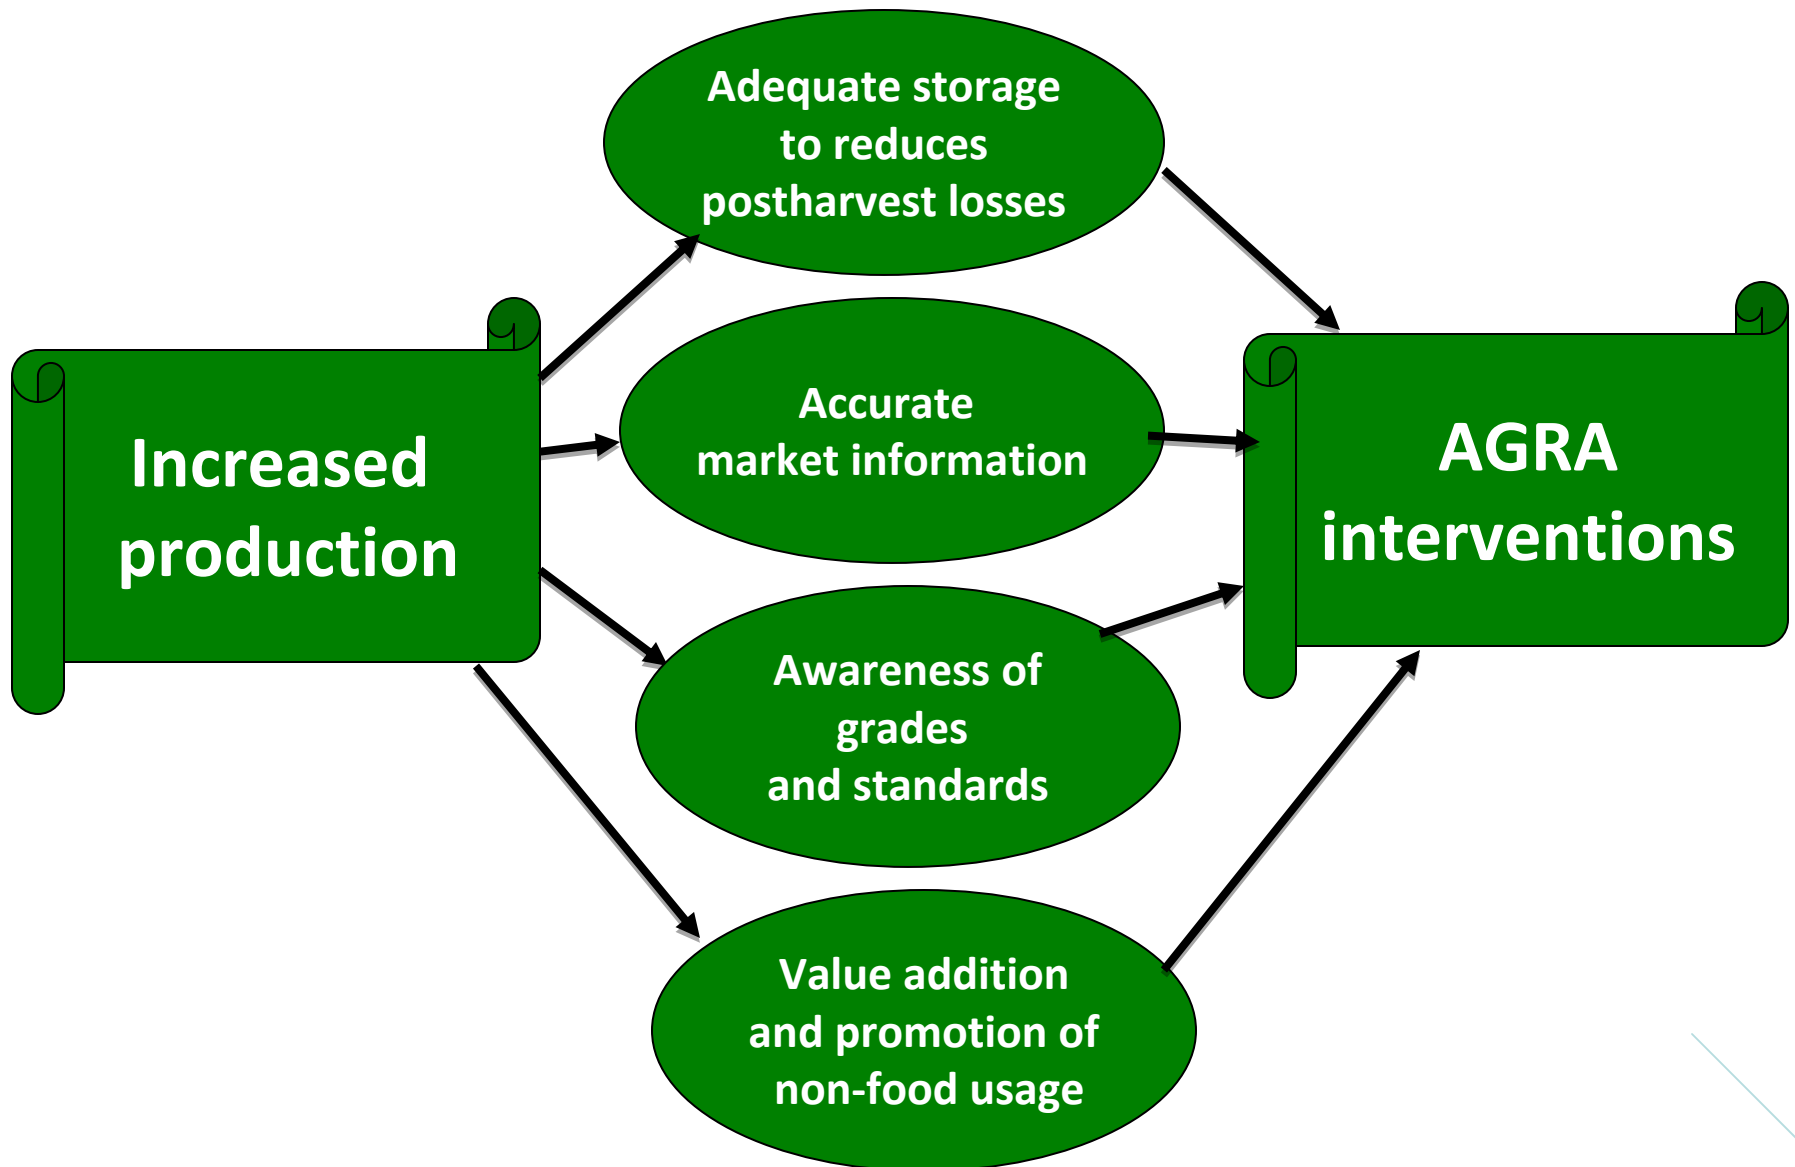 Adequate storage
to reduces
postharvest losses
Increased
production
Accurate
market information
AGRA
interventions
Awareness of
grades
and standards
Value addition
and promotion of
non-food usage